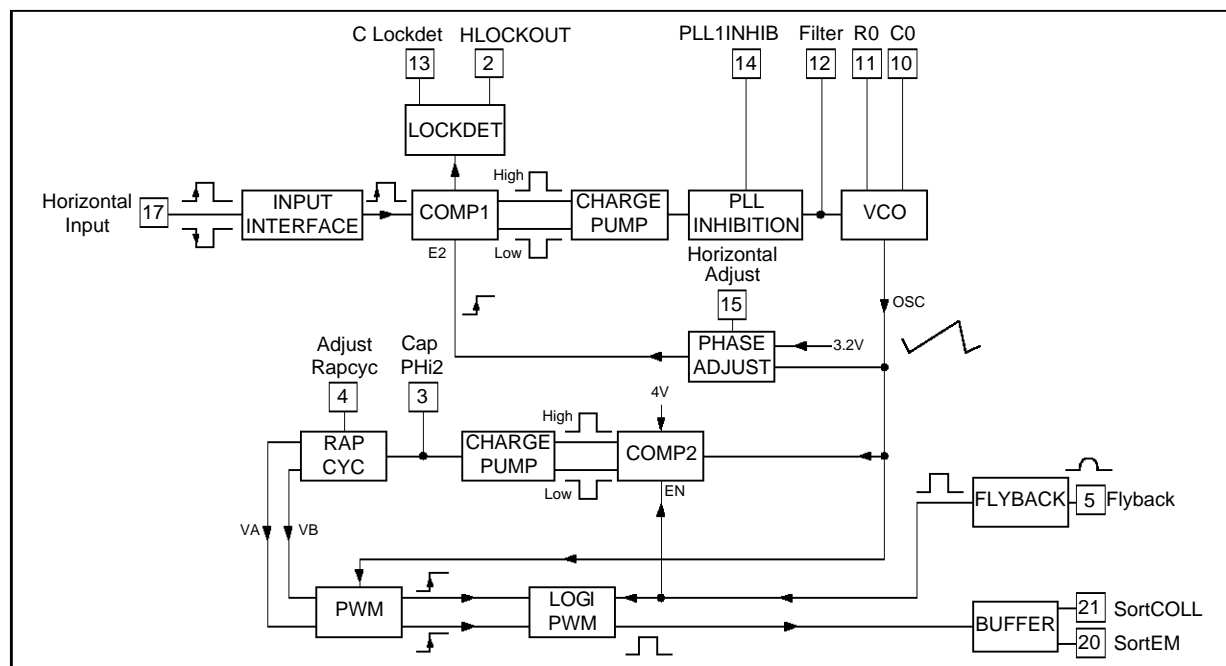 C Lockdet
HLOCKOUT
PLL1INHIB
Filter
R0
C0
13
2
14
12
11
10
LOCKDET
Horizontal
Input
17
INPUT
INTERFACE
COMP1
E2
High
Low
CHARGE
PUMP
PLL
INHIBITION
VCO
Horizontal
Adjust
15
OSC
PHASE
ADJUST
3.2V
Adjust
Rapcyc
Cap
PHi2
4
3
4V
RAP
CYC
CHARGE
PUMP
High
Low
COMP2
EN
FLYBACK
5
Flyback
VA
VB
PWM
LOGI
PWM
BUFFER
21
SortCOLL
20
SortEM